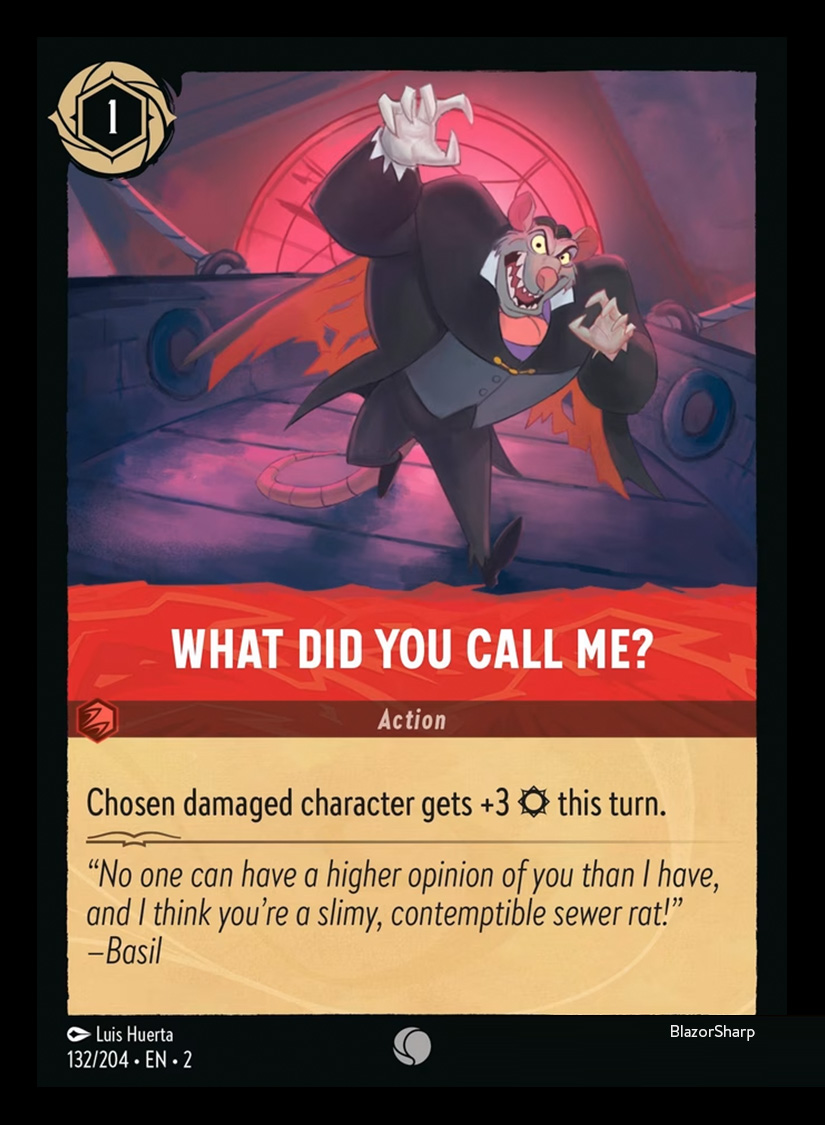 1
WHAT DID YOU CALL ME?
Action
Chosen damaged character gets +3 this turn.
“No one can have a higher opinion of you than I have,
and I think you’re a slimy, contemptible sewer rat!”
–Basil
Luis Huerta
BlazorSharp
132/204 • EN • 2